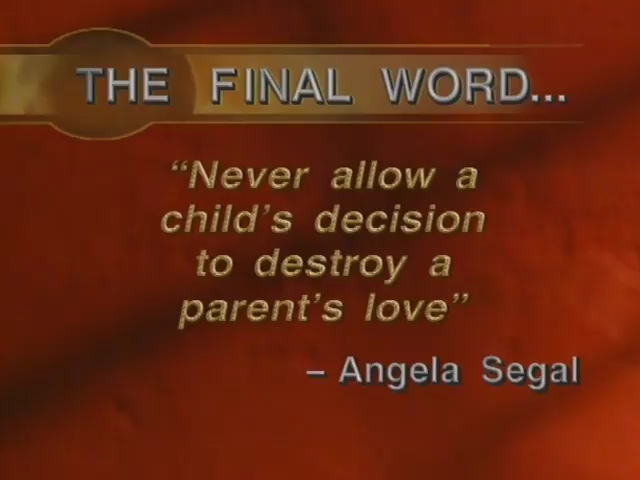 THE FINAL WORD...
“Never allow a
child's decision
to destroy a
parent's love”
– Angela Segal